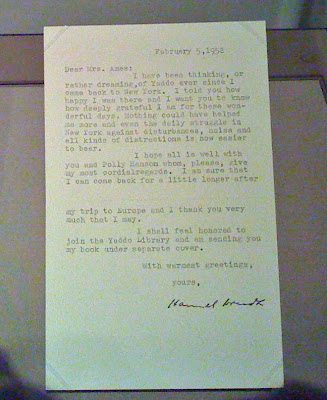 February 5, 1952
Dear Mrs. Ames:
I have been thinking, or
rather dreaming, of Yaddo ever since I
came back to New York. I told you how
happy I was there and I want you to know
how deeply grateful I am for these won-
derful days. Nothing could have helped
me more and even the daily struggle in
New York against disturbances, noise and
all kinds of distractions is now easier
to bear.
I hope all is well with
you and Polly Hanson whom, please, give
my most cordialregards. I am sure that
I can come back for a little longer after
my trip to Europe and I thank you very
much that I may.
I shall feel honored to
join the Yaddo Library and am sending you
my book under separate cover.
With warmest greetings,
yours,
Hannah Arendt